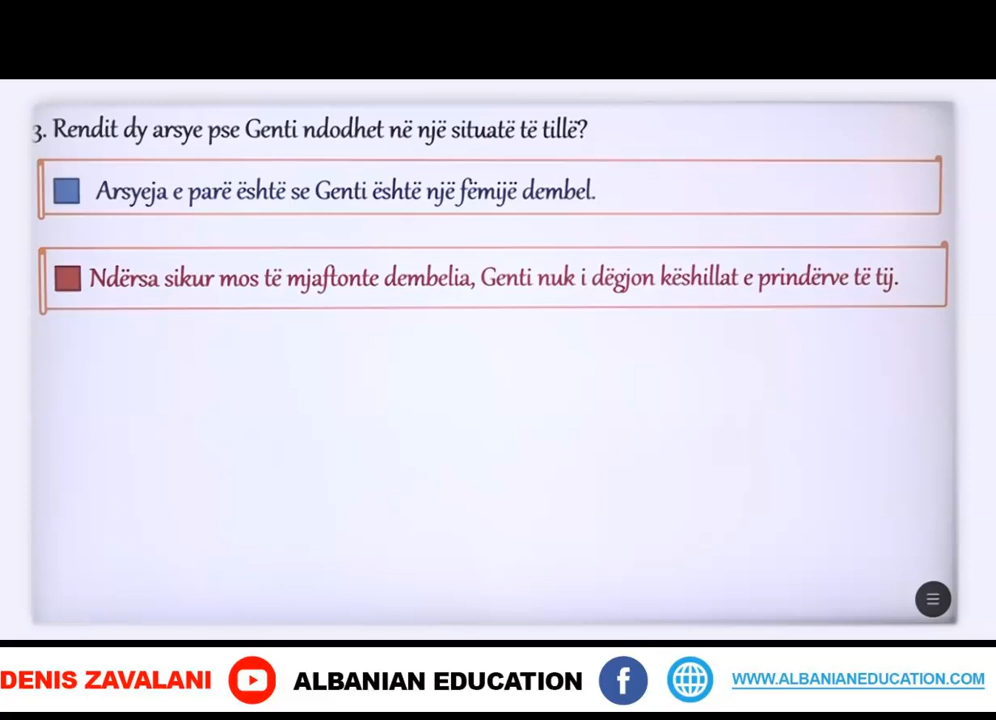 3. Rendit dy arsye pse Genti ndodhet në një situatë të tillë?
Arsyeja e parë është se Genti është një fëmijë dembel.
Ndërsa sikur mos të mjaftonte dembelia, Genti nuk i dëgjon këshillat e prindërve të tij.
DENIS ZAVALANI ALBANIAN EDUCATION f WWW.ALBANIANEDUCATION.COM